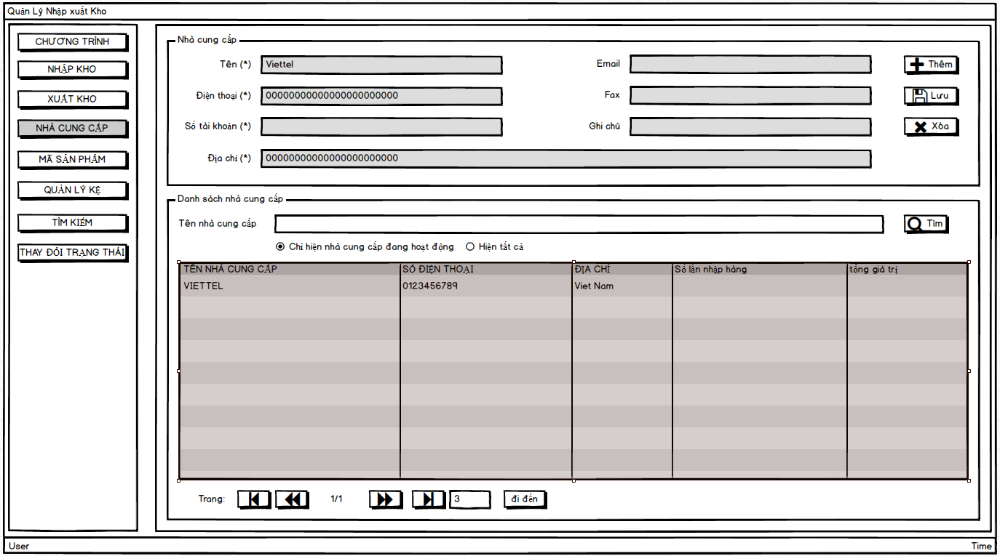 Quản Lý Nhập xuất Kho
CHƯƠNG TRÌNH
NHẬP KHO
XUẤT KHO
NHÀ CUNG CẤP
MÃ SẢN PHẨM
QUẢN LÝ KỆ
TÌM KIẾM
THAY ĐỔI TRẠNG THÁI
Nhà cung cấp
Tên (*) Viettel Email Thêm
Điện thoại (*) 00000000000000000000000 Fax Lưu
Số tài khoản (*) Ghi chú Xóa
Địa chỉ (*) 00000000000000000000000
Danh sách nhà cung cấp
Tên nhà cung cấp Tìm
Chỉ hiện nhà cung cấp đang hoạt động Hiện tất cả
TÊN NHÀ CUNG CẤP SỐ ĐIỆN THOẠI ĐỊA CHỈ Số lần nhập hàng tổng giá trị
VIETTEL 0123456789 Viet Nam
Trang: 1/1 3 đi đến
User Time